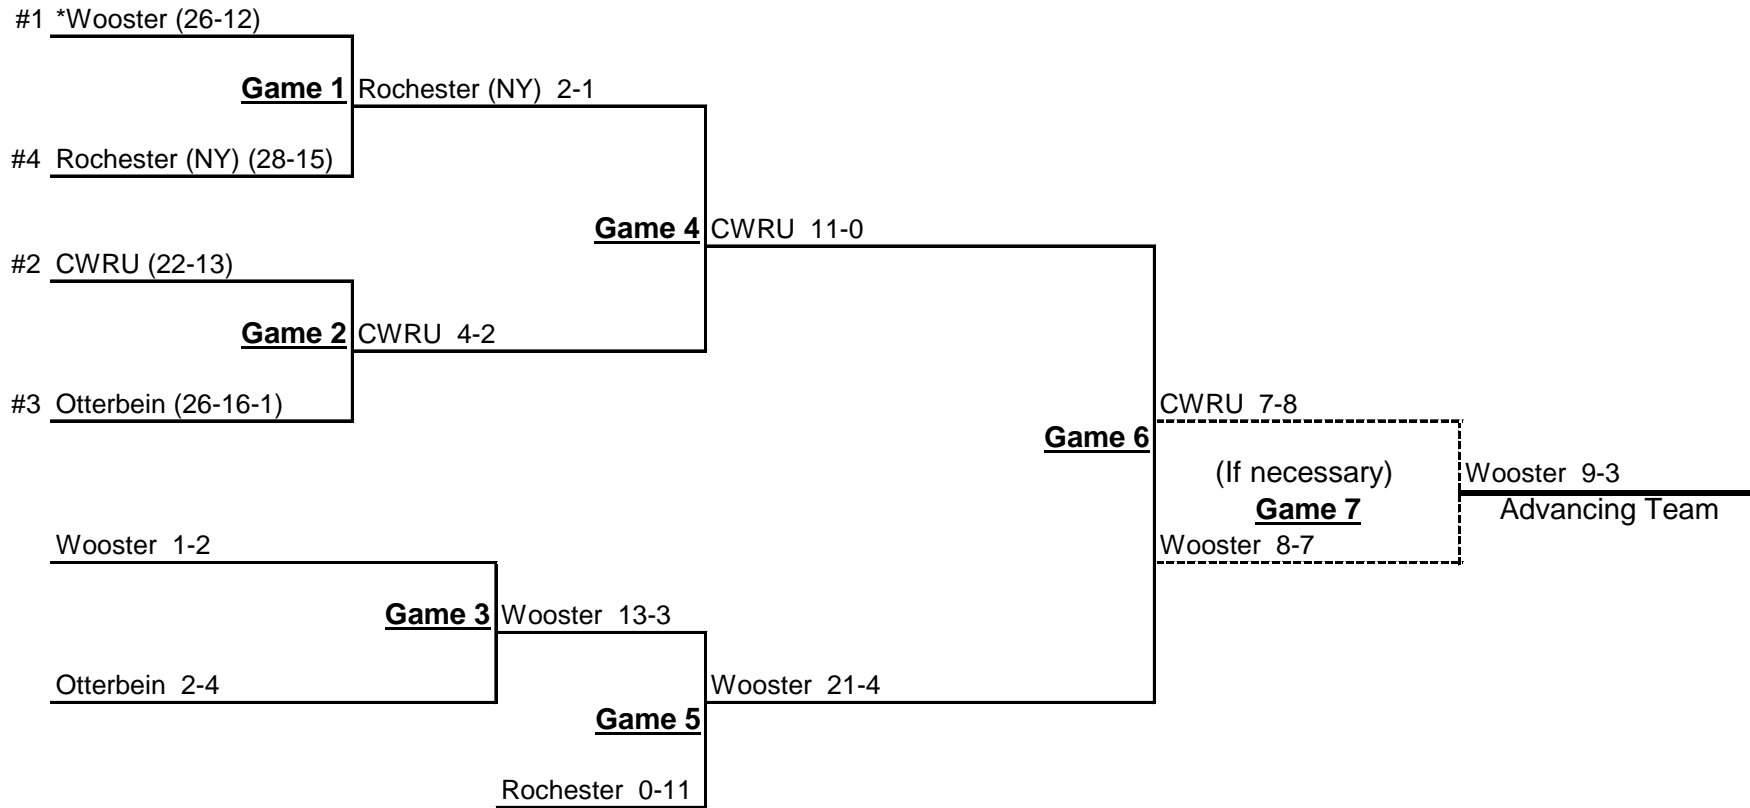 #1 *Wooster (26-12)
Game 1 Rochester (NY) 2-1
#4 Rochester (NY) (28-15)
Game 4 CWRU 11-0
#2 CWRU (22-13)
Game 2 CWRU 4-2
#3 Otterbein (26-16-1)
CWRU 7-8
Game 6
(If necessary)
Game 7
Wooster 9-3
Advancing Team
Wooster 1-2
Wooster 8-7
Game 3 Wooster 13-3
Otterbein 2-4
Wooster 21-4
Game 5
Rochester 0-11